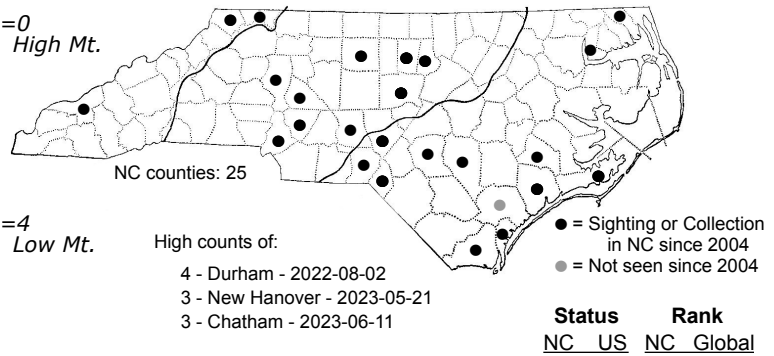 =0
High Mt.
NC counties: 25
=4
Low Mt.
High counts of:
4 - Durham - 2022-08-02
3 - New Hanover - 2023-05-21
3 - Chatham - 2023-06-11
= Sighting or Collection
in NC since 2004
= Not seen since 2004
Status Rank
NC US NC Global